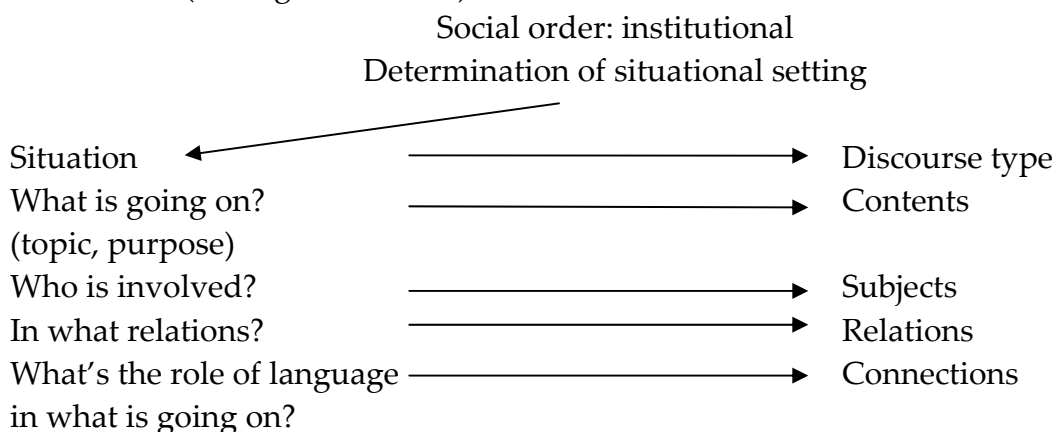 Social order: institutional
Determination of situational setting
Situation Discourse type
What is going on? Contents
(topic, purpose)
Who is involved? Subjects
In what relations? Relations
What's the role of language Connections
in what is going on?